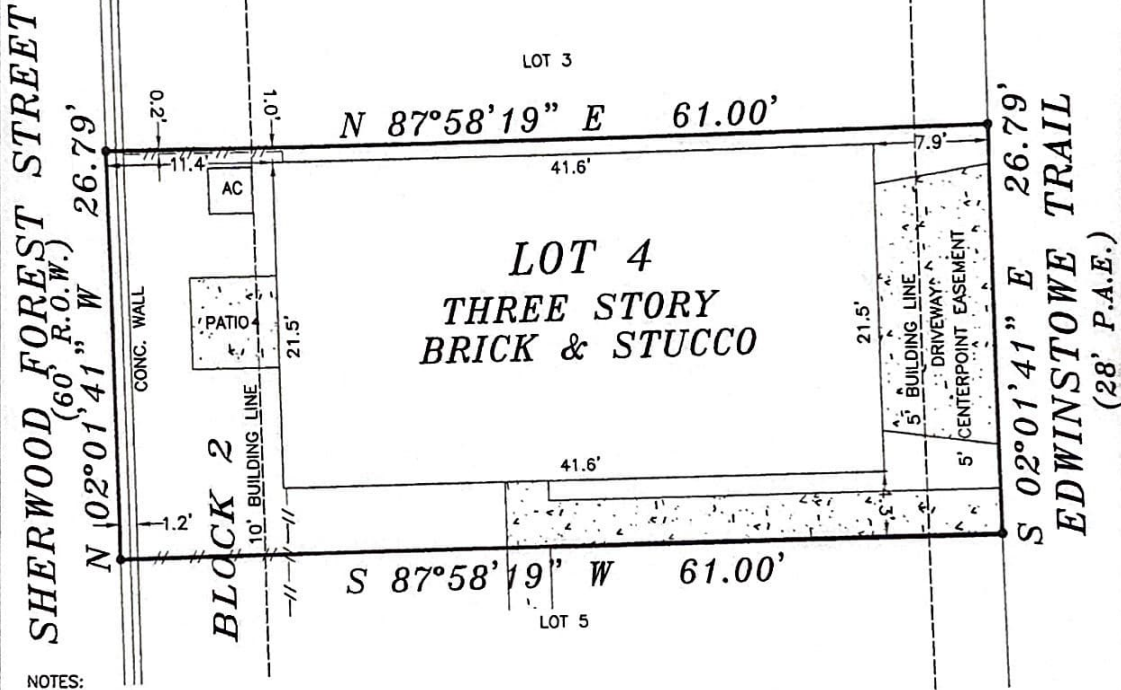 LOT 3
N 87°58'19" E 61.00'
0.2'
1.0'
11.4'
41.6'
7.9'
AC
SHERWOOD FOREST STREET
(60' R.O.W.)
N 02°01'41" W 26.79'
CONC. WALL
PATIO
21.5'
LOT 4
THREE STORY
BRICK & STUCCO
21.5'
5' BUILDING LINE
DRIVEWAY
5' CENTERPOINT EASEMENT
S 02°01'41" E 26.79'
EDWINSTOWE TRAIL
(28' P.A.E.)
BLOCK 2
10' BUILDING LINE
41.6'
1.2'
S 87°58'19" W 61.00'
LOT 5
NOTES: